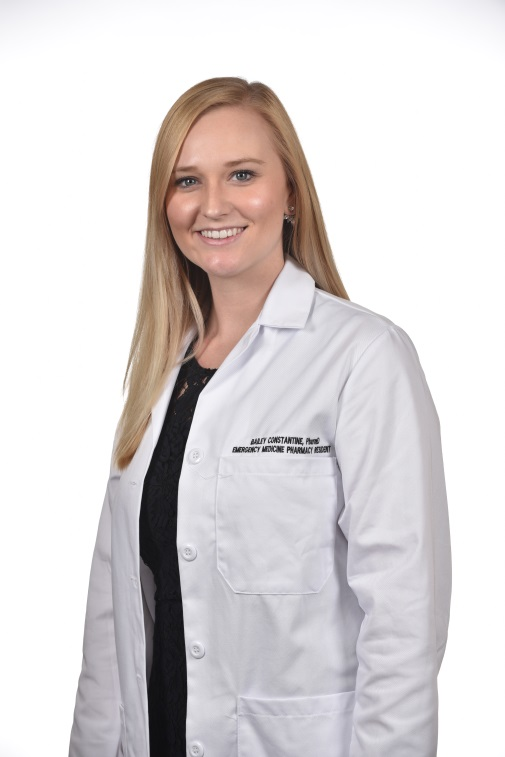 BAILEY CONSTANTINE, PharmD
EMERGENCY MEDICINE PHARMACY RESIDENT